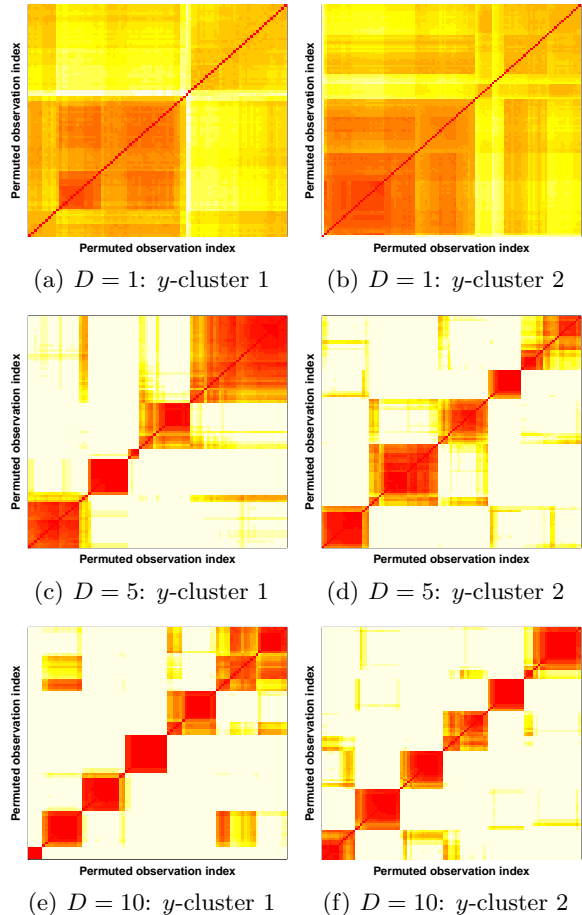 Permuted observation index
Permuted observation index
Permuted observation index
Permuted observation index
(a) D = 1: y-cluster 1
(b) D = 1: y-cluster 2
Permuted observation index
Permuted observation index
Permuted observation index
Permuted observation index
(c) D = 5: y-cluster 1
(d) D = 5: y-cluster 2
Permuted observation index
Permuted observation index
Permuted observation index
Permuted observation index
(e) D = 10: y-cluster 1
(f) D = 10: y-cluster 2